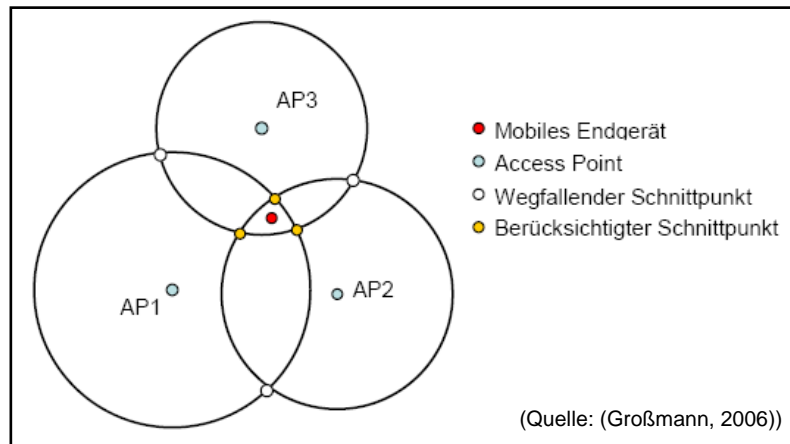 AP3
AP1
AP2
Mobiles Endgerät
Access Point
Wegfallender Schnittpunkt
Berücksichtigter Schnittpunkt
(Quelle: (Großmann, 2006))